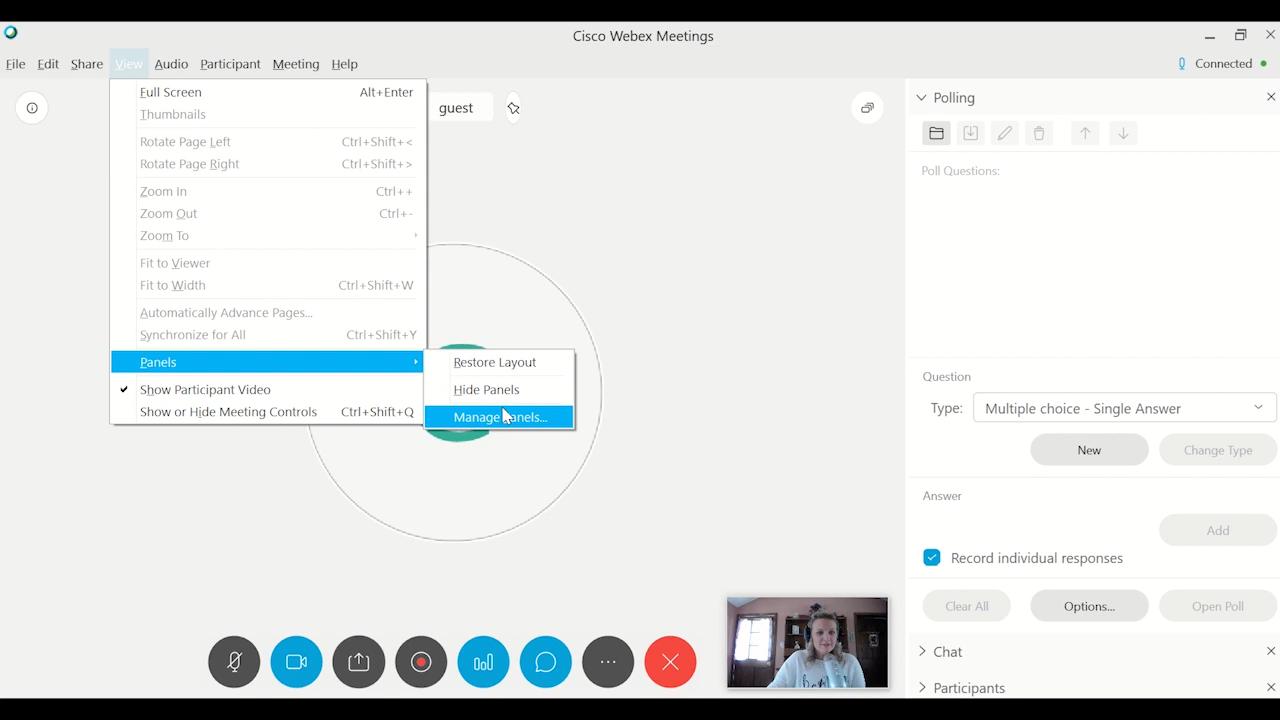 Cisco Webex Meetings
File Edit Share View Audio Participant Meeting Help
Connected
Full Screen Alt+Enter
Thumbnails
Rotate Page Left Ctrl+Shift+<
Rotate Page Right Ctrl+Shift+>
Zoom In Ctrl++
Zoom Out Ctrl+-
Zoom To
Fit to Viewer
Fit to Width Ctrl+Shift+W
Automatically Advance Pages...
Synchronize for All Ctrl+Shift+Y
Panels
Show Participant Video
Show or Hide Meeting Controls Ctrl+Shift+Q
Restore Layout
Hide Panels
Manage Panels...
guest
Polling
Poll Questions:
Question
Type: Multiple choice - Single Answer
New Change Type
Answer
Add
Record individual responses
Clear All Options... Open Poll
Chat
Participants